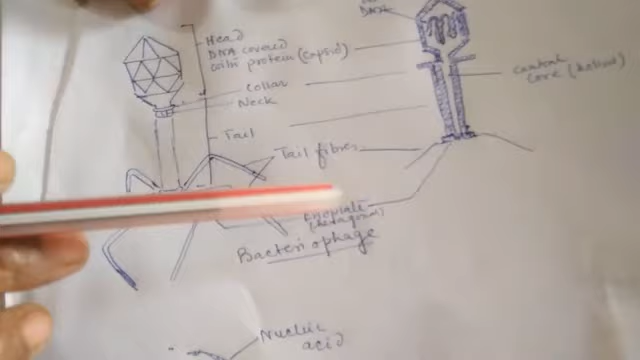 DNA
Head
DNA covered
with protein (capsid)
Collar
Neck
central
core (hollow)
Tail
Tail fibres
Endplate
(hexagonal)
Bacteriophage
Nucleic
acid